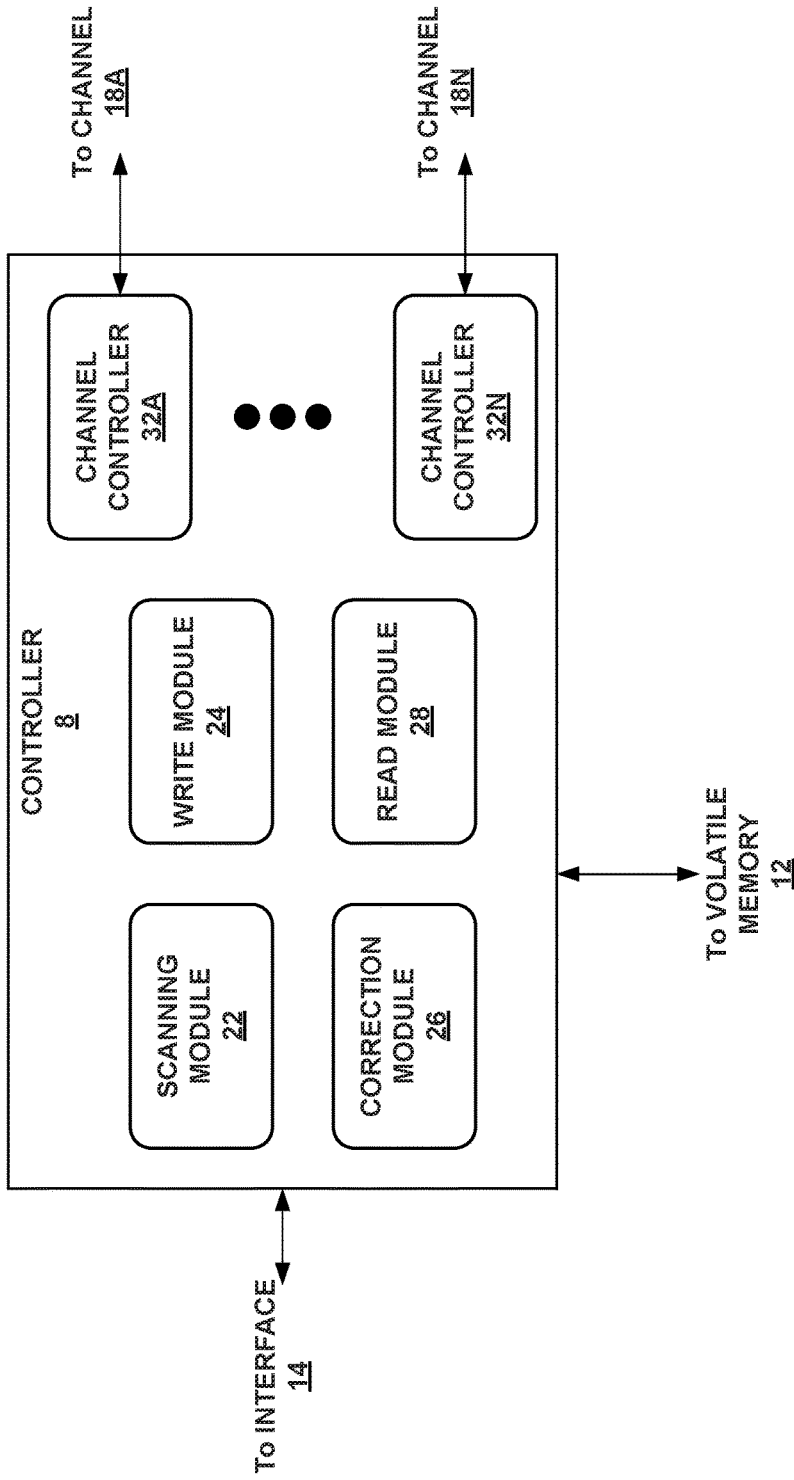 CONTROLLER
8
SCANNING
MODULE
22
WRITE MODULE
24
CHANNEL
CONTROLLER
32A
To CHANNEL
18A
CORRECTION
MODULE
26
READ MODULE
28
CHANNEL
CONTROLLER
32N
To CHANNEL
18N
To INTERFACE
14
To VOLATILE
MEMORY
12